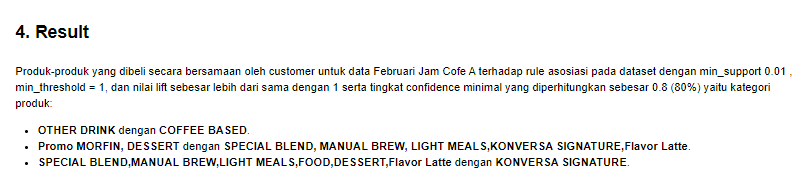 4. Result
Produk-produk yang dibeli secara bersamaan oleh customer untuk data Februari Jam Cofe A terhadap rule asosiasi pada dataset dengan min_support 0.01 ,
min_threshold = 1, dan nilai lift sebesar lebih dari sama dengan 1 serta tingkat confidence minimal yang diperhitungkan sebesar 0.8 (80%) yaitu kategori
produk:
• OTHER DRINK dengan COFFEE BASED.
• Promo MORFIN, DESSERT dengan SPECIAL BLEND, MANUAL BREW, LIGHT MEALS,KONVERSA SIGNATURE,Flavor Latte.
• SPECIAL BLEND,MANUAL BREW,LIGHT MEALS,FOOD,DESSERT,Flavor Latte dengan KONVERSA SIGNATURE.